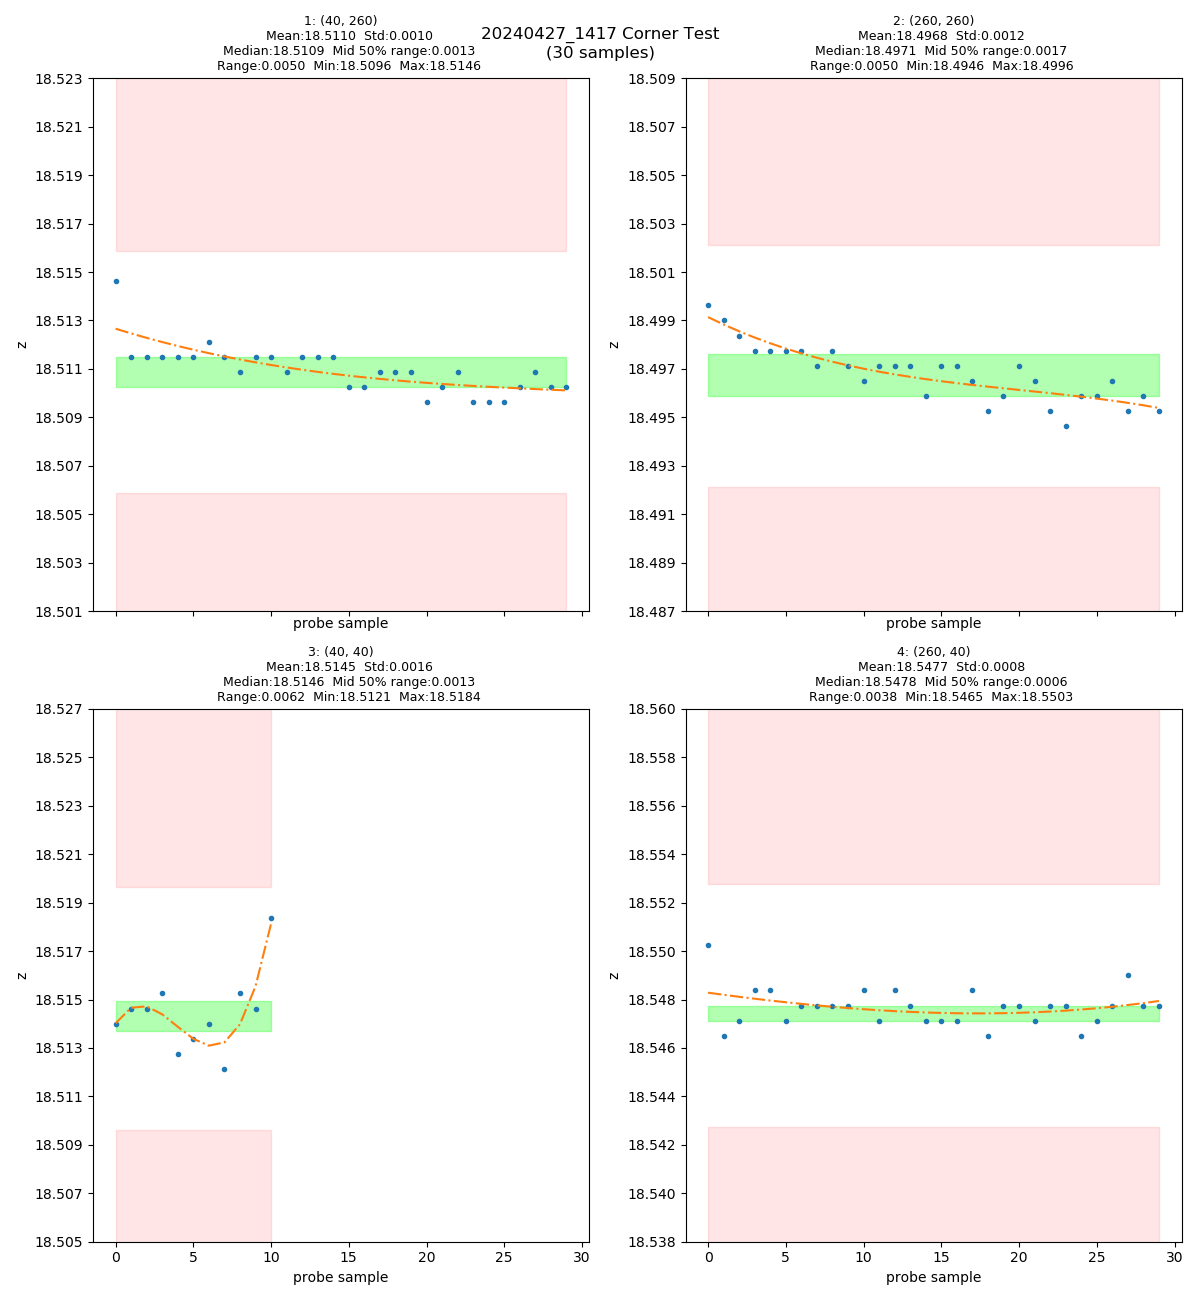 20240427_1417 Corner Test
(30 samples)
1: (40, 260)
Mean:18.5110  Std:0.0010
Median:18.5109  Mid 50% range:0.0013
Range:0.0050  Min:18.5096  Max:18.5146
18.523
18.521
18.519
18.517
18.515
18.513
18.511
18.509
18.507
18.505
18.503
18.501
z
probe sample
2: (260, 260)
Mean:18.4968  Std:0.0012
Median:18.4971  Mid 50% range:0.0017
Range:0.0050  Min:18.4946  Max:18.4996
18.509
18.507
18.505
18.503
18.501
18.499
18.497
18.495
18.493
18.491
18.489
18.487
z
probe sample
3: (40, 40)
Mean:18.5145  Std:0.0016
Median:18.5146  Mid 50% range:0.0013
Range:0.0062  Min:18.5121  Max:18.5184
18.527
18.525
18.523
18.521
18.519
18.517
18.515
18.513
18.511
18.509
18.507
18.505
z
0 5 10 15 20 25 30
probe sample
4: (260, 40)
Mean:18.5477  Std:0.0008
Median:18.5478  Mid 50% range:0.0006
Range:0.0038  Min:18.5465  Max:18.5503
18.560
18.558
18.556
18.554
18.552
18.550
18.548
18.546
18.544
18.542
18.540
18.538
z
0 5 10 15 20 25 30
probe sample